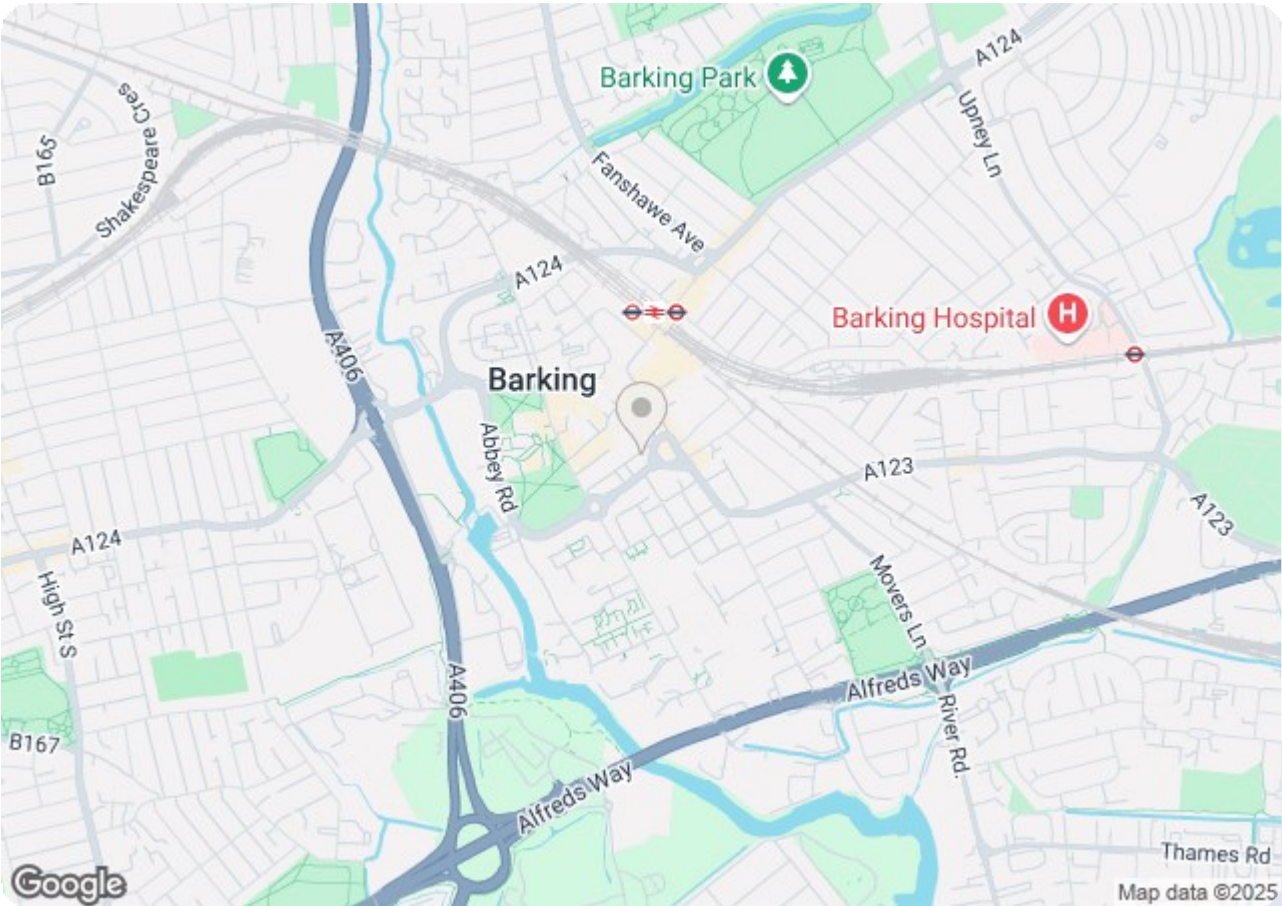 A124
Barking Park
Shakespeare Cres
B165
Upney Ln
Fanshawe Ave
A124
Barking Hospital
H
A406
Barking
Abbey Rd
A123
A123
A124
High St S
Movers Ln
A406
Alfreds Way
River Rd.
B167
Alfreds Way
Thames Rd
Google
Map data ©2025